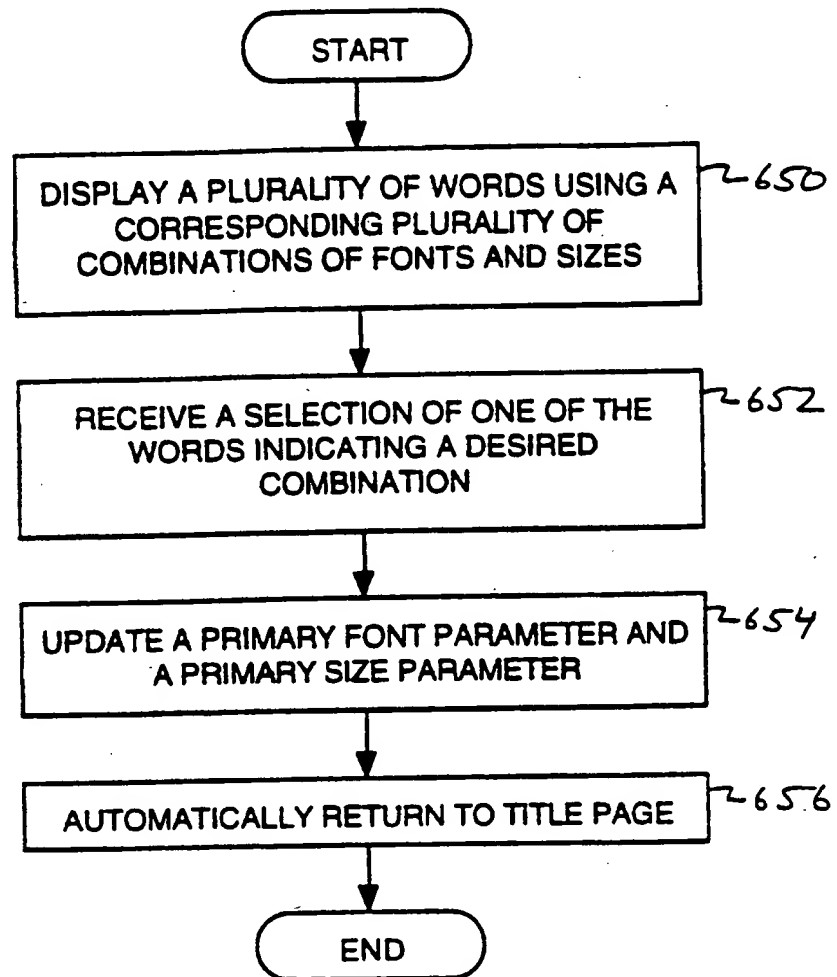 START
DISPLAY A PLURALITY OF WORDS USING A
CORRESPONDING PLURALITY OF
COMBINATIONS OF FONTS AND SIZES
650
RECEIVE A SELECTION OF ONE OF THE
WORDS INDICATING A DESIRED
COMBINATION
652
UPDATE A PRIMARY FONT PARAMETER AND
A PRIMARY SIZE PARAMETER
654
AUTOMATICALLY RETURN TO TITLE PAGE
656
END